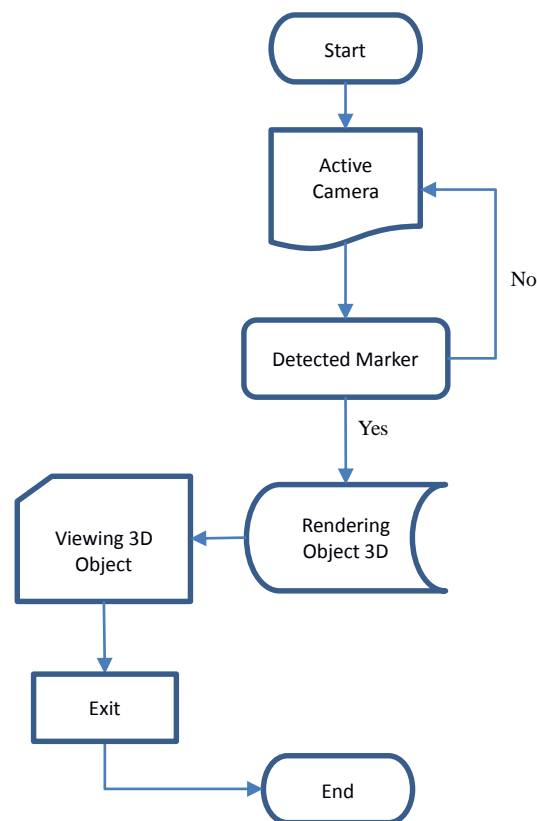 Start
Active
Camera
No
Detected Marker
Yes
Rendering
Object 3D
Viewing 3D
Object
Exit
End